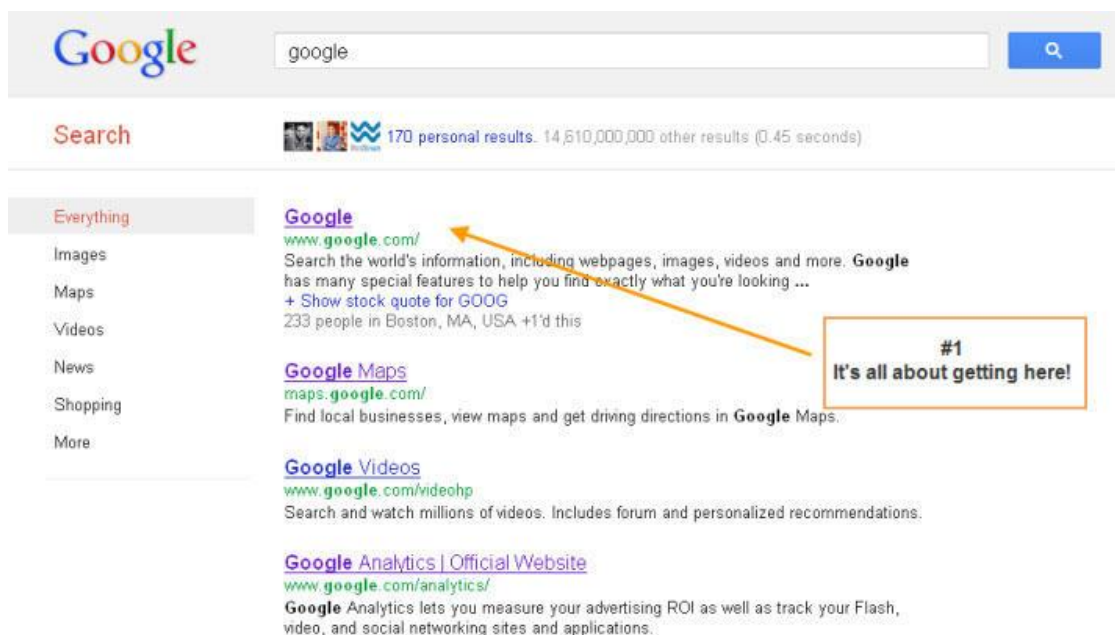 Google
google
Search
170 personal results. 14,610,000,000 other results (0.45 seconds)
Everything
Images
Maps
Videos
News
Shopping
More
Google
www.google.com/
Search the world's information, including webpages, images, videos and more. Google
has many special features to help you find exactly what you're looking ...
+ Show stock quote for GOOG
233 people in Boston, MA, USA +1'd this
#1
It's all about getting here!
Google Maps
maps.google.com/
Find local businesses, view maps and get driving directions in Google Maps.
Google Videos
www.google.com/videohp
Search and watch millions of videos. Includes forum and personalized recommendations.
Google Analytics | Official Website
www.google.com/analytics/
Google Analytics lets you measure your advertising ROI as well as track your Flash,
video, and social networking sites and applications.